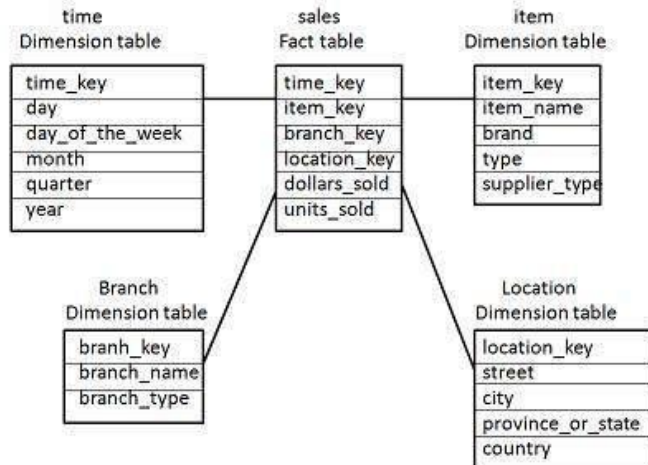 time
Dimension table
time_key
day
day_of_the_week
month
quarter
year
sales
Fact table
time_key
item_key
branch_key
location_key
dollars_sold
units_sold
item
Dimension table
item_key
item_name
brand
type
supplier_type
Branch
Dimension table
branh_key
branch_name
branch_type
Location
Dimension table
location_key
street
city
province_or_state
country